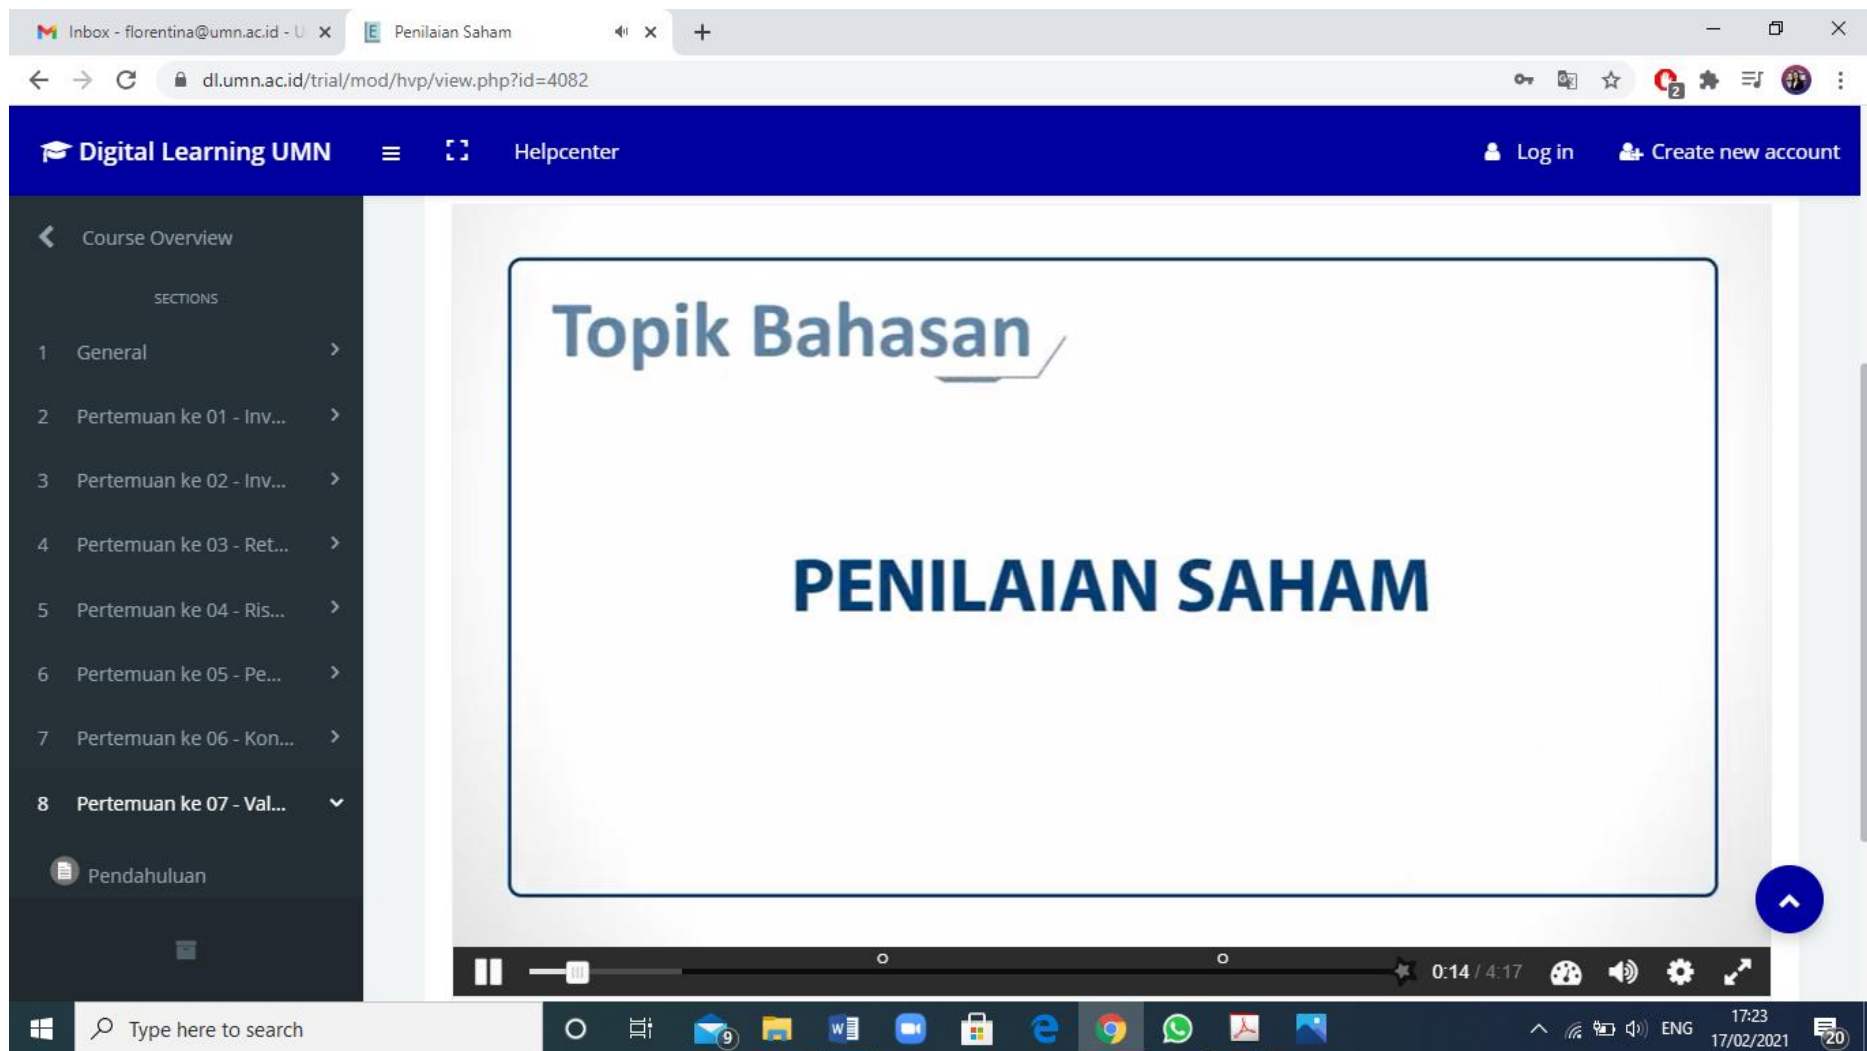 Inbox - florentina@umn.ac.id - U
Penilaian Saham
dl.umn.ac.id/trial/mod/hvp/view.php?id=4082
2
Digital Learning UMN
Helpcenter
Log in
Create new account
Course Overview
SECTIONS
1 General
2 Pertemuan ke 01 - Inv...
3 Pertemuan ke 02 - Inv...
4 Pertemuan ke 03 - Ret...
5 Pertemuan ke 04 - Ris...
6 Pertemuan ke 05 - Pe...
7 Pertemuan ke 06 - Kon...
8 Pertemuan ke 07 - Val...
Pendahuluan
Topik Bahasan
PENILAIAN SAHAM
0:14 / 4:17
Type here to search
9
ENG
17:23
17/02/2021
20